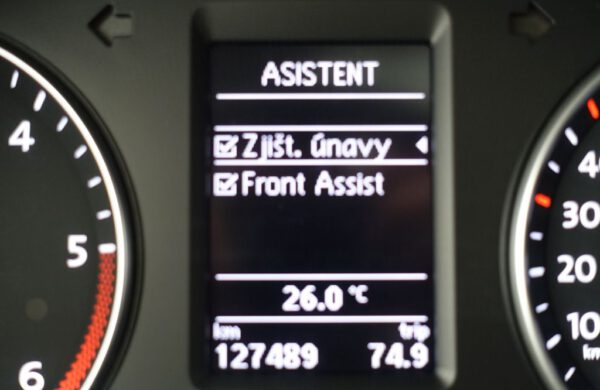 ASISTENT
Zjišt. únavy
Front Assist
26.0 °C
km trip
127489 74.9
4
5
6
40
30
20
10
km